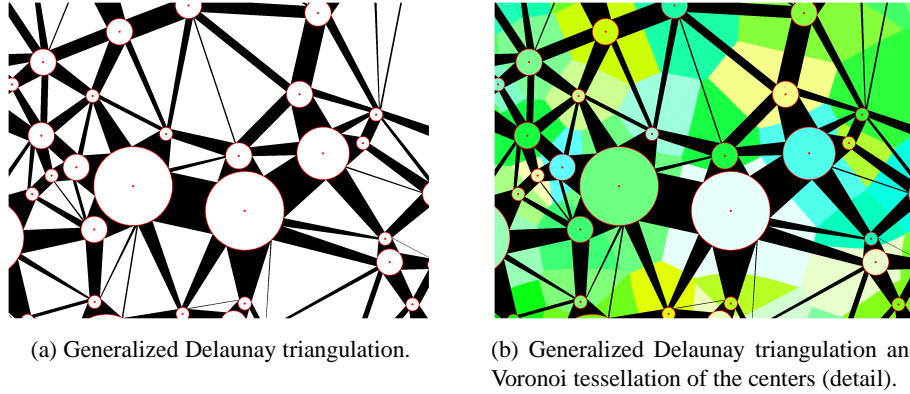 (a) Generalized Delaunay triangulation.
(b) Generalized Delaunay triangulation an
Voronoi tessellation of the centers (detail).